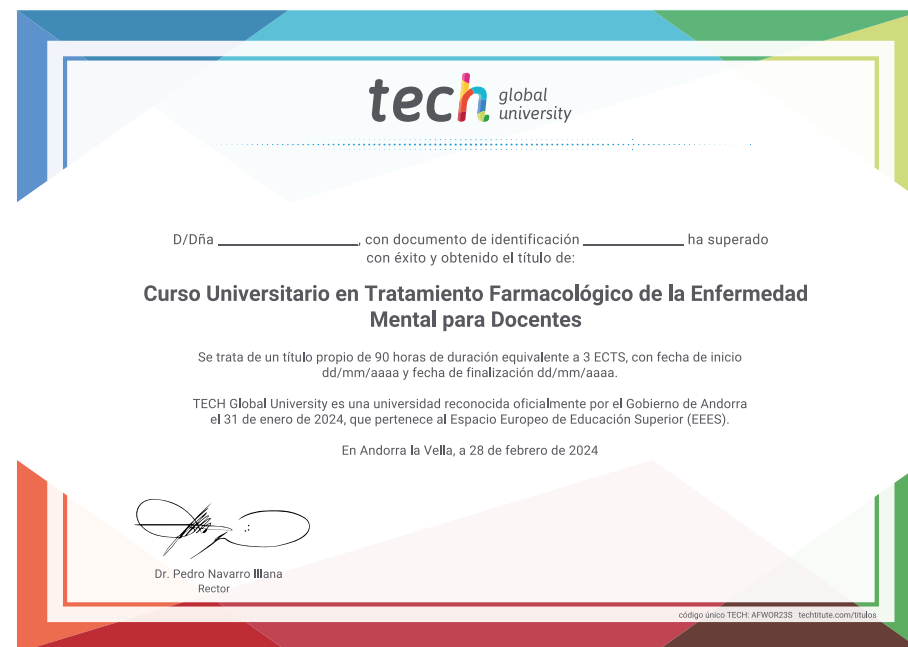 tech global university
D/Dña ______________, con documento de identificación ______________ ha superado
con éxito y obtenido el título de:
Curso Universitario en Tratamiento Farmacológico de la Enfermedad
Mental para Docentes
Se trata de un título propio de 90 horas de duración equivalente a 3 ECTS, con fecha de inicio
dd/mm/aaaa y fecha de finalización dd/mm/aaaa.
TECH Global University es una universidad reconocida oficialmente por el Gobierno de Andorra
el 31 de enero de 2024, que pertenece al Espacio Europeo de Educación Superior (EEES).
En Andorra la Vella, a 28 de febrero de 2024
Dr. Pedro Navarro Illana
Rector
código único TECH: AFWOR23S techtitute.com/titulos